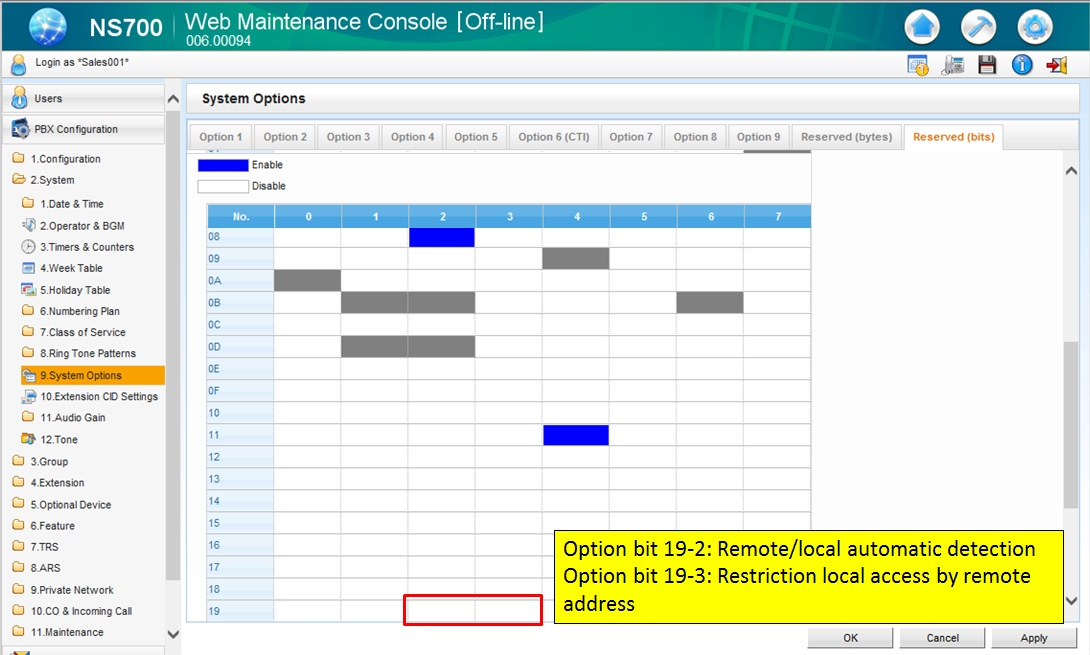 NS700
Web Maintenance Console [Off-line]
006.00094
Login as *Sales001*
Users
PBX Configuration
1.Configuration
2.System
1.Date & Time
2.Operator & BGM
3.Timers & Counters
4.Week Table
5.Holiday Table
6.Numbering Plan
7.Class of Service
8.Ring Tone Patterns
9.System Options
10.Extension CID Settings
11.Audio Gain
12.Tone
3.Group
4.Extension
5.Optional Device
6.Feature
7.TRS
8.ARS
9.Private Network
10.CO & Incoming Call
11.Maintenance
System Options
Option 1 Option 2 Option 3 Option 4 Option 5 Option 6 (CTI) Option 7 Option 8 Option 9 Reserved (bytes) Reserved (bits)
Enable
Disable
No. 0 1 2 3 4 5 6 7
08
09
0A
0B
0C
0D
0E
0F
10
11
12
13
14
15
16
17
18
19
Option bit 19-2: Remote/local automatic detection
Option bit 19-3: Restriction local access by remote
address
OK Cancel Apply